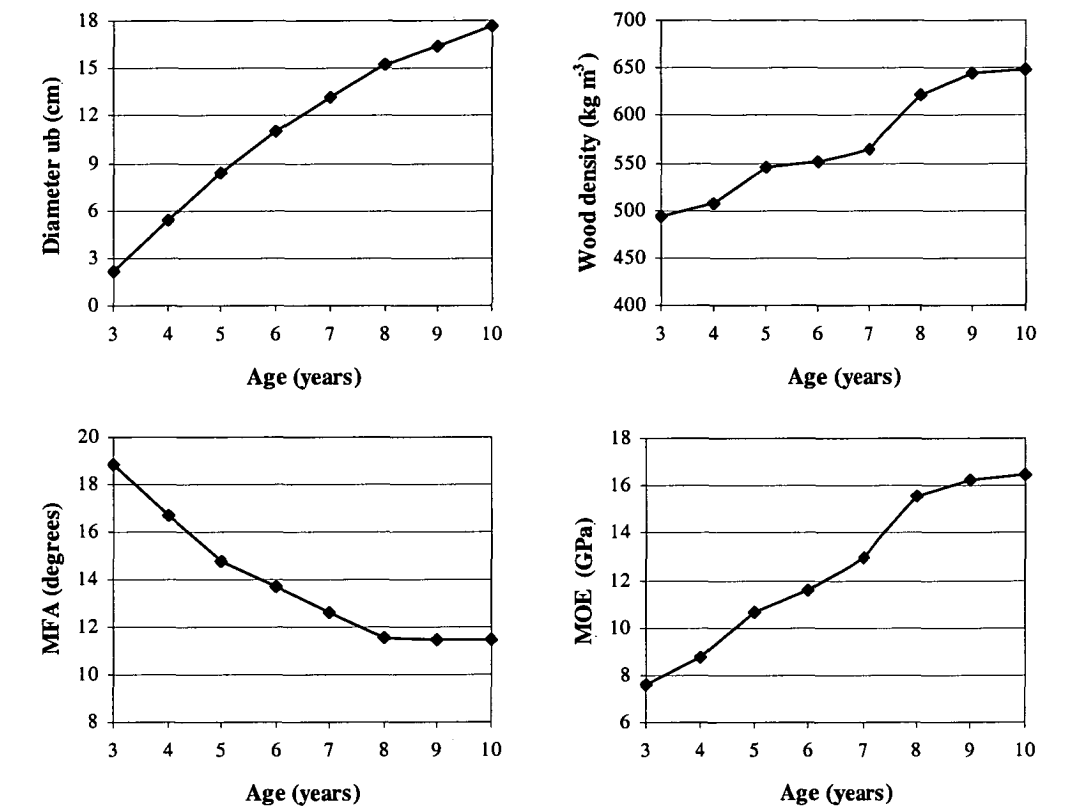 Diameter ub (cm)
18
15
12
9
6
3
0
3 4 5 6 7 8 9 10
Age (years)
Wood density (kg m⁻³)
700
650
600
550
500
450
400
3 4 5 6 7 8 9 10
Age (years)
MFA (degrees)
20
18
16
14
12
10
8
3 4 5 6 7 8 9 10
Age (years)
MOE (GPa)
18
16
14
12
10
8
6
3 4 5 6 7 8 9 10
Age (years)